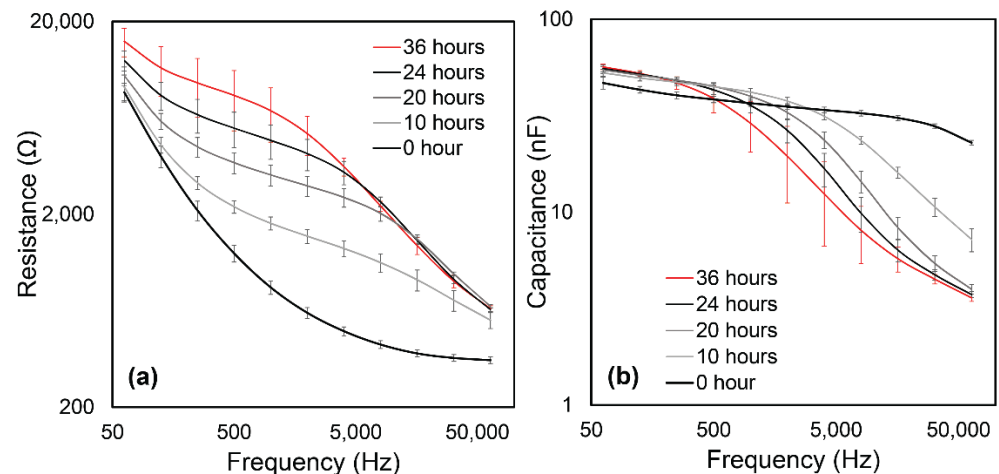 20,000
2,000
200
Resistance (Ω)
36 hours
24 hours
20 hours
10 hours
0 hour
(a)
50
500
5,000
50,000
Frequency (Hz)
100
10
1
Capacitance (nF)
36 hours
24 hours
20 hours
10 hours
0 hour
(b)
50
500
5,000
50,000
Frequency (Hz)